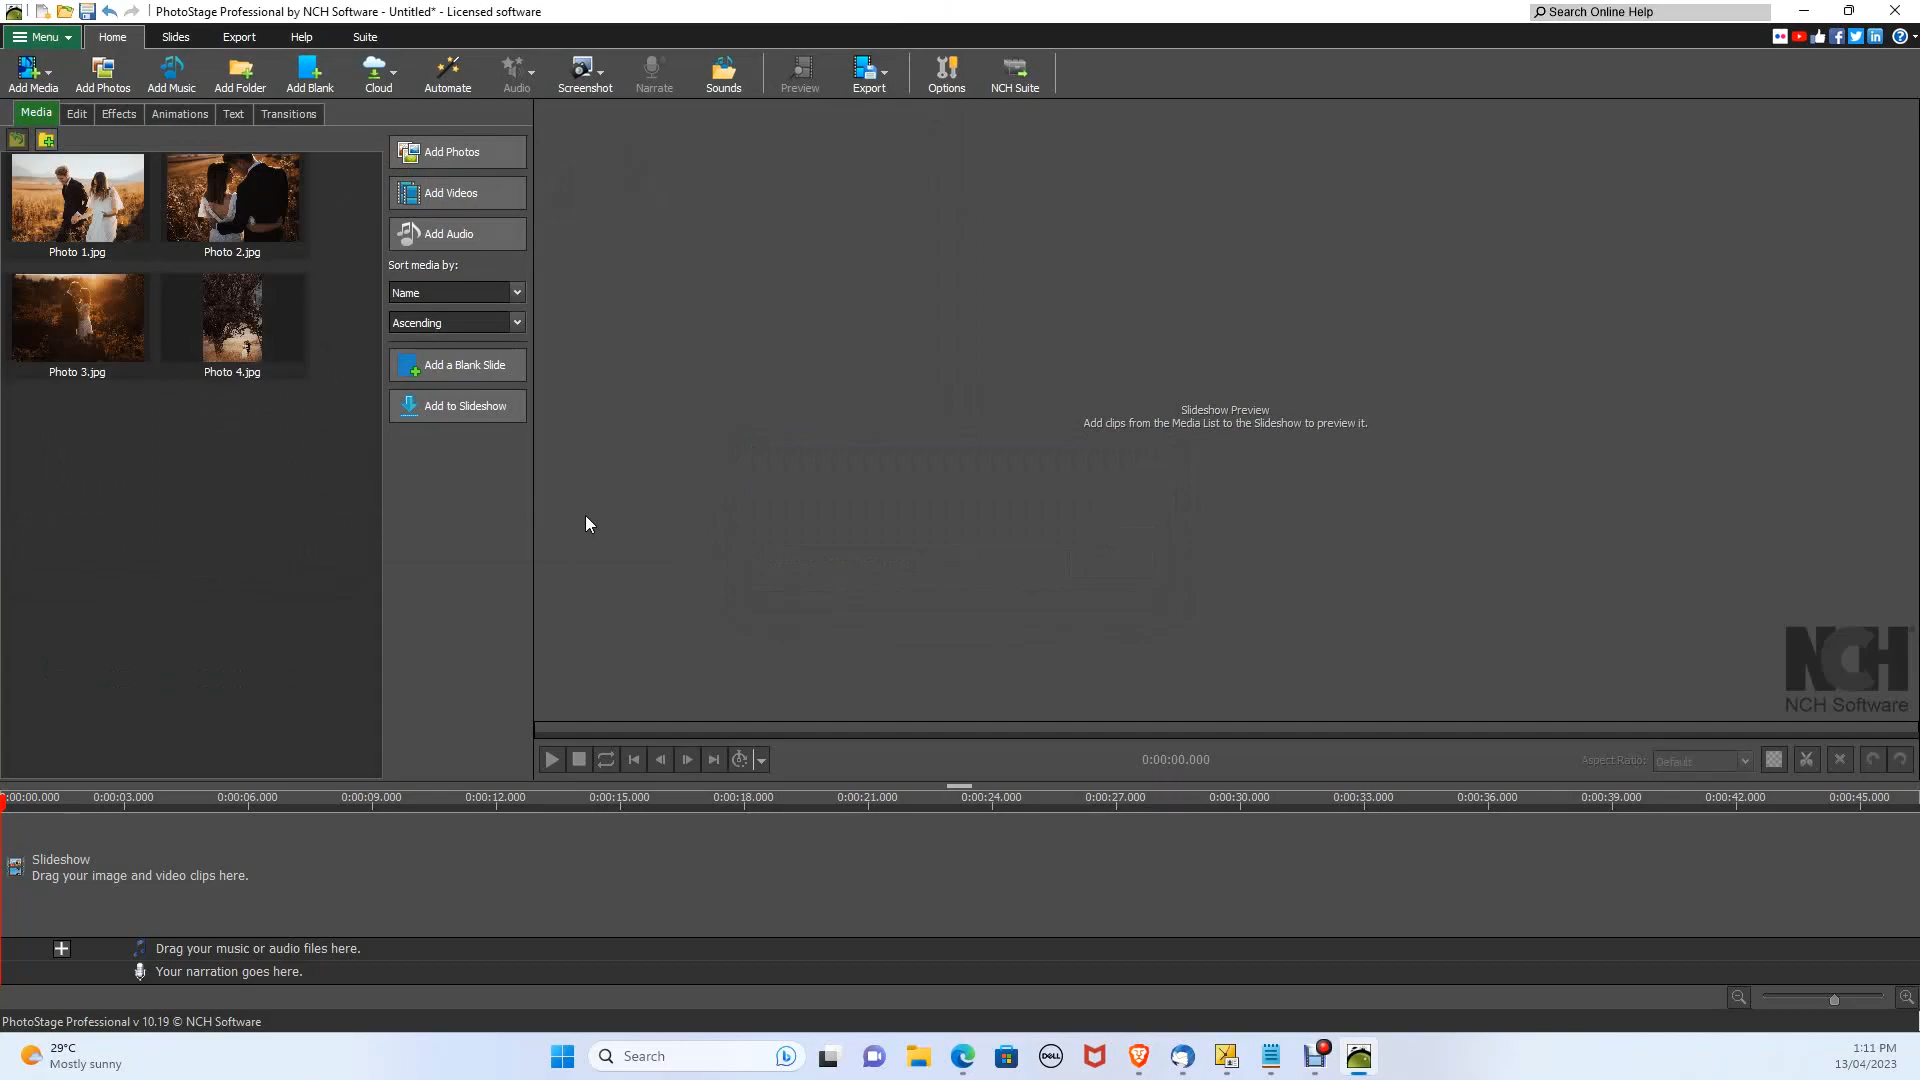 PhotoStage Professional by NCH Software - Untitled* - Licensed software
Search Online Help
Menu Home Slides Export Help Suite
Add Media Add Photos Add Music Add Folder Add Blank Cloud Automate Audio Screenshot Narrate Sounds Preview Export Options NCH Suite
Media Edit Effects Animations Text Transitions
Photo 1.jpg
Photo 2.jpg
Photo 3.jpg
Photo 4.jpg
Add Photos
Add Videos
Add Audio
Sort media by:
Name
Ascending
Add a Blank Slide
Add to Slideshow
Slideshow Preview
Add clips from the Media List to the Slideshow to preview it.
NCH
NCH Software
0:00:00.000
Aspect Ratio: Default
:00:00.000 0:00:03.000 0:00:06.000 0:00:09.000 0:00:12.000 0:00:15.000 0:00:18.000 0:00:21.000 0:00:24.000 0:00:27.000 0:00:30.000 0:00:33.000 0:00:36.000 0:00:39.000 0:00:42.000 0:00:45.000
Slideshow
Drag your image and video clips here.
Drag your music or audio files here.
Your narration goes here.
PhotoStage Professional v 10.19 © NCH Software
29°C
Mostly sunny
Search
DELL
1:11 PM
13/04/2023